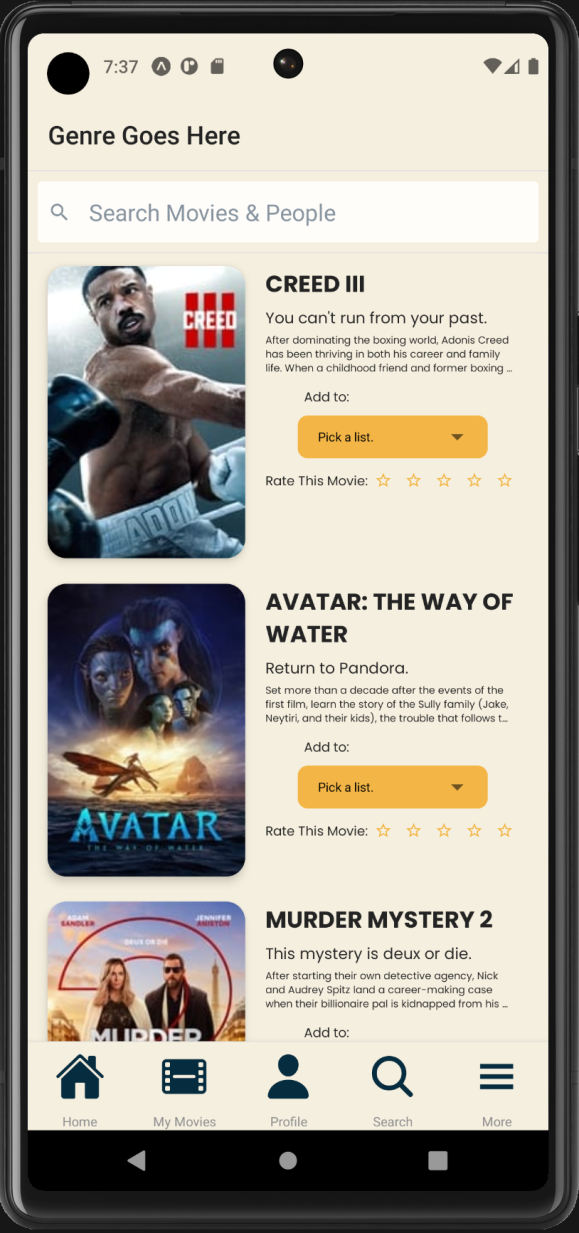 7:37
Genre Goes Here
Search Movies & People
CREED
III
ADON
CREED III
You can't run from your past.
After dominating the boxing world, Adonis Creed
has been thriving in both his career and family
life. When a childhood friend and former boxing ...
Add to:
Pick a list.
Rate This Movie:
AVATAR
THE WAY OF WATER
AVATAR: THE WAY OF
WATER
Return to Pandora.
Set more than a decade after the events of the
first film, learn the story of the Sully family (Jake,
Neytiri, and their kids), the trouble that follows t...
Add to:
Pick a list.
Rate This Movie:
ADAM
SANDLER
JENNIFER
ANISTON
DEUX OR DIE
2
MURDER
MURDER MYSTERY 2
This mystery is deux or die.
After starting their own detective agency, Nick
and Audrey Spitz land a career-making case
when their billionaire pal is kidnapped from his ...
Add to:
Home
My Movies
Profile
Search
More